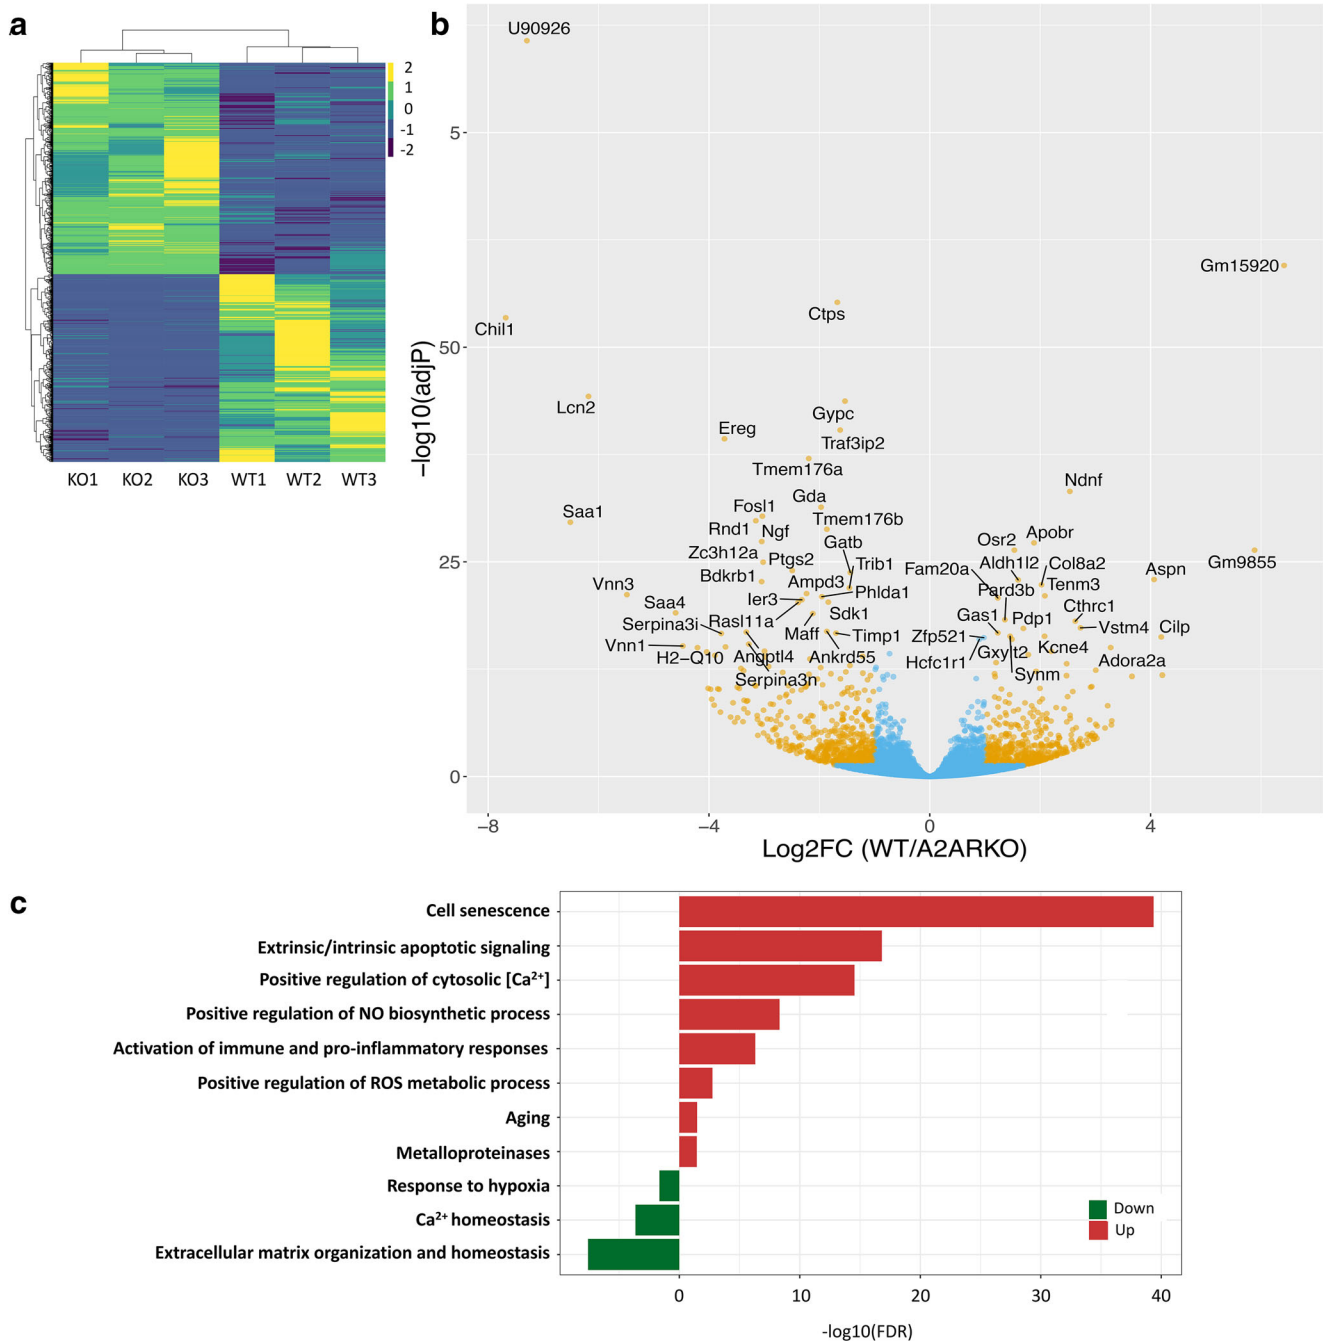 a
2
1
0
-1
-2
KO1 KO2 KO3 WT1 WT2 WT3
b
U90926
5
Gm15920
Ctps
Chil1
50
Lcn2
Gypc
Ereg
Traf3ip2
Tmem176a
Ndnf
Gda
Fosl1
Saa1
Tmem176b
Rnd1 Ngf
Apobr
Osr2
Gatb
Zc3h12a
Ptgs2
25
Trib1
Aldh1l2 Col8a2
Gm9855
Fam20a
Aspn
Bdkrb1
Ampd3
Vnn3
Tenm3
Phlda1
Pard3b
Ier3
Saa4
Cthrc1
Sdk1
Gas1 Pdp1
Rasl11a
Serpina3i
Vstm4 Cilp
Maff Timp1
Zfp521
Vnn1
Kcne4
Gxylt2
H2−Q10 Angptl4 Ankrd55
Hcfc1r1
Adora2a
Synm
Serpina3n
0
−8 −4 0 4
−log10(adjP)
Log2FC (WT/A2ARKO)
c
Cell senescence
Extrinsic/intrinsic apoptotic signaling
Positive regulation of cytosolic [Ca²⁺]
Positive regulation of NO biosynthetic process
Activation of immune and pro-inflammatory responses
Positive regulation of ROS metabolic process
Aging
Metalloproteinases
Response to hypoxia
Ca²⁺ homeostasis
Extracellular matrix organization and homeostasis
Down
Up
0 10 20 30 40
-log10(FDR)